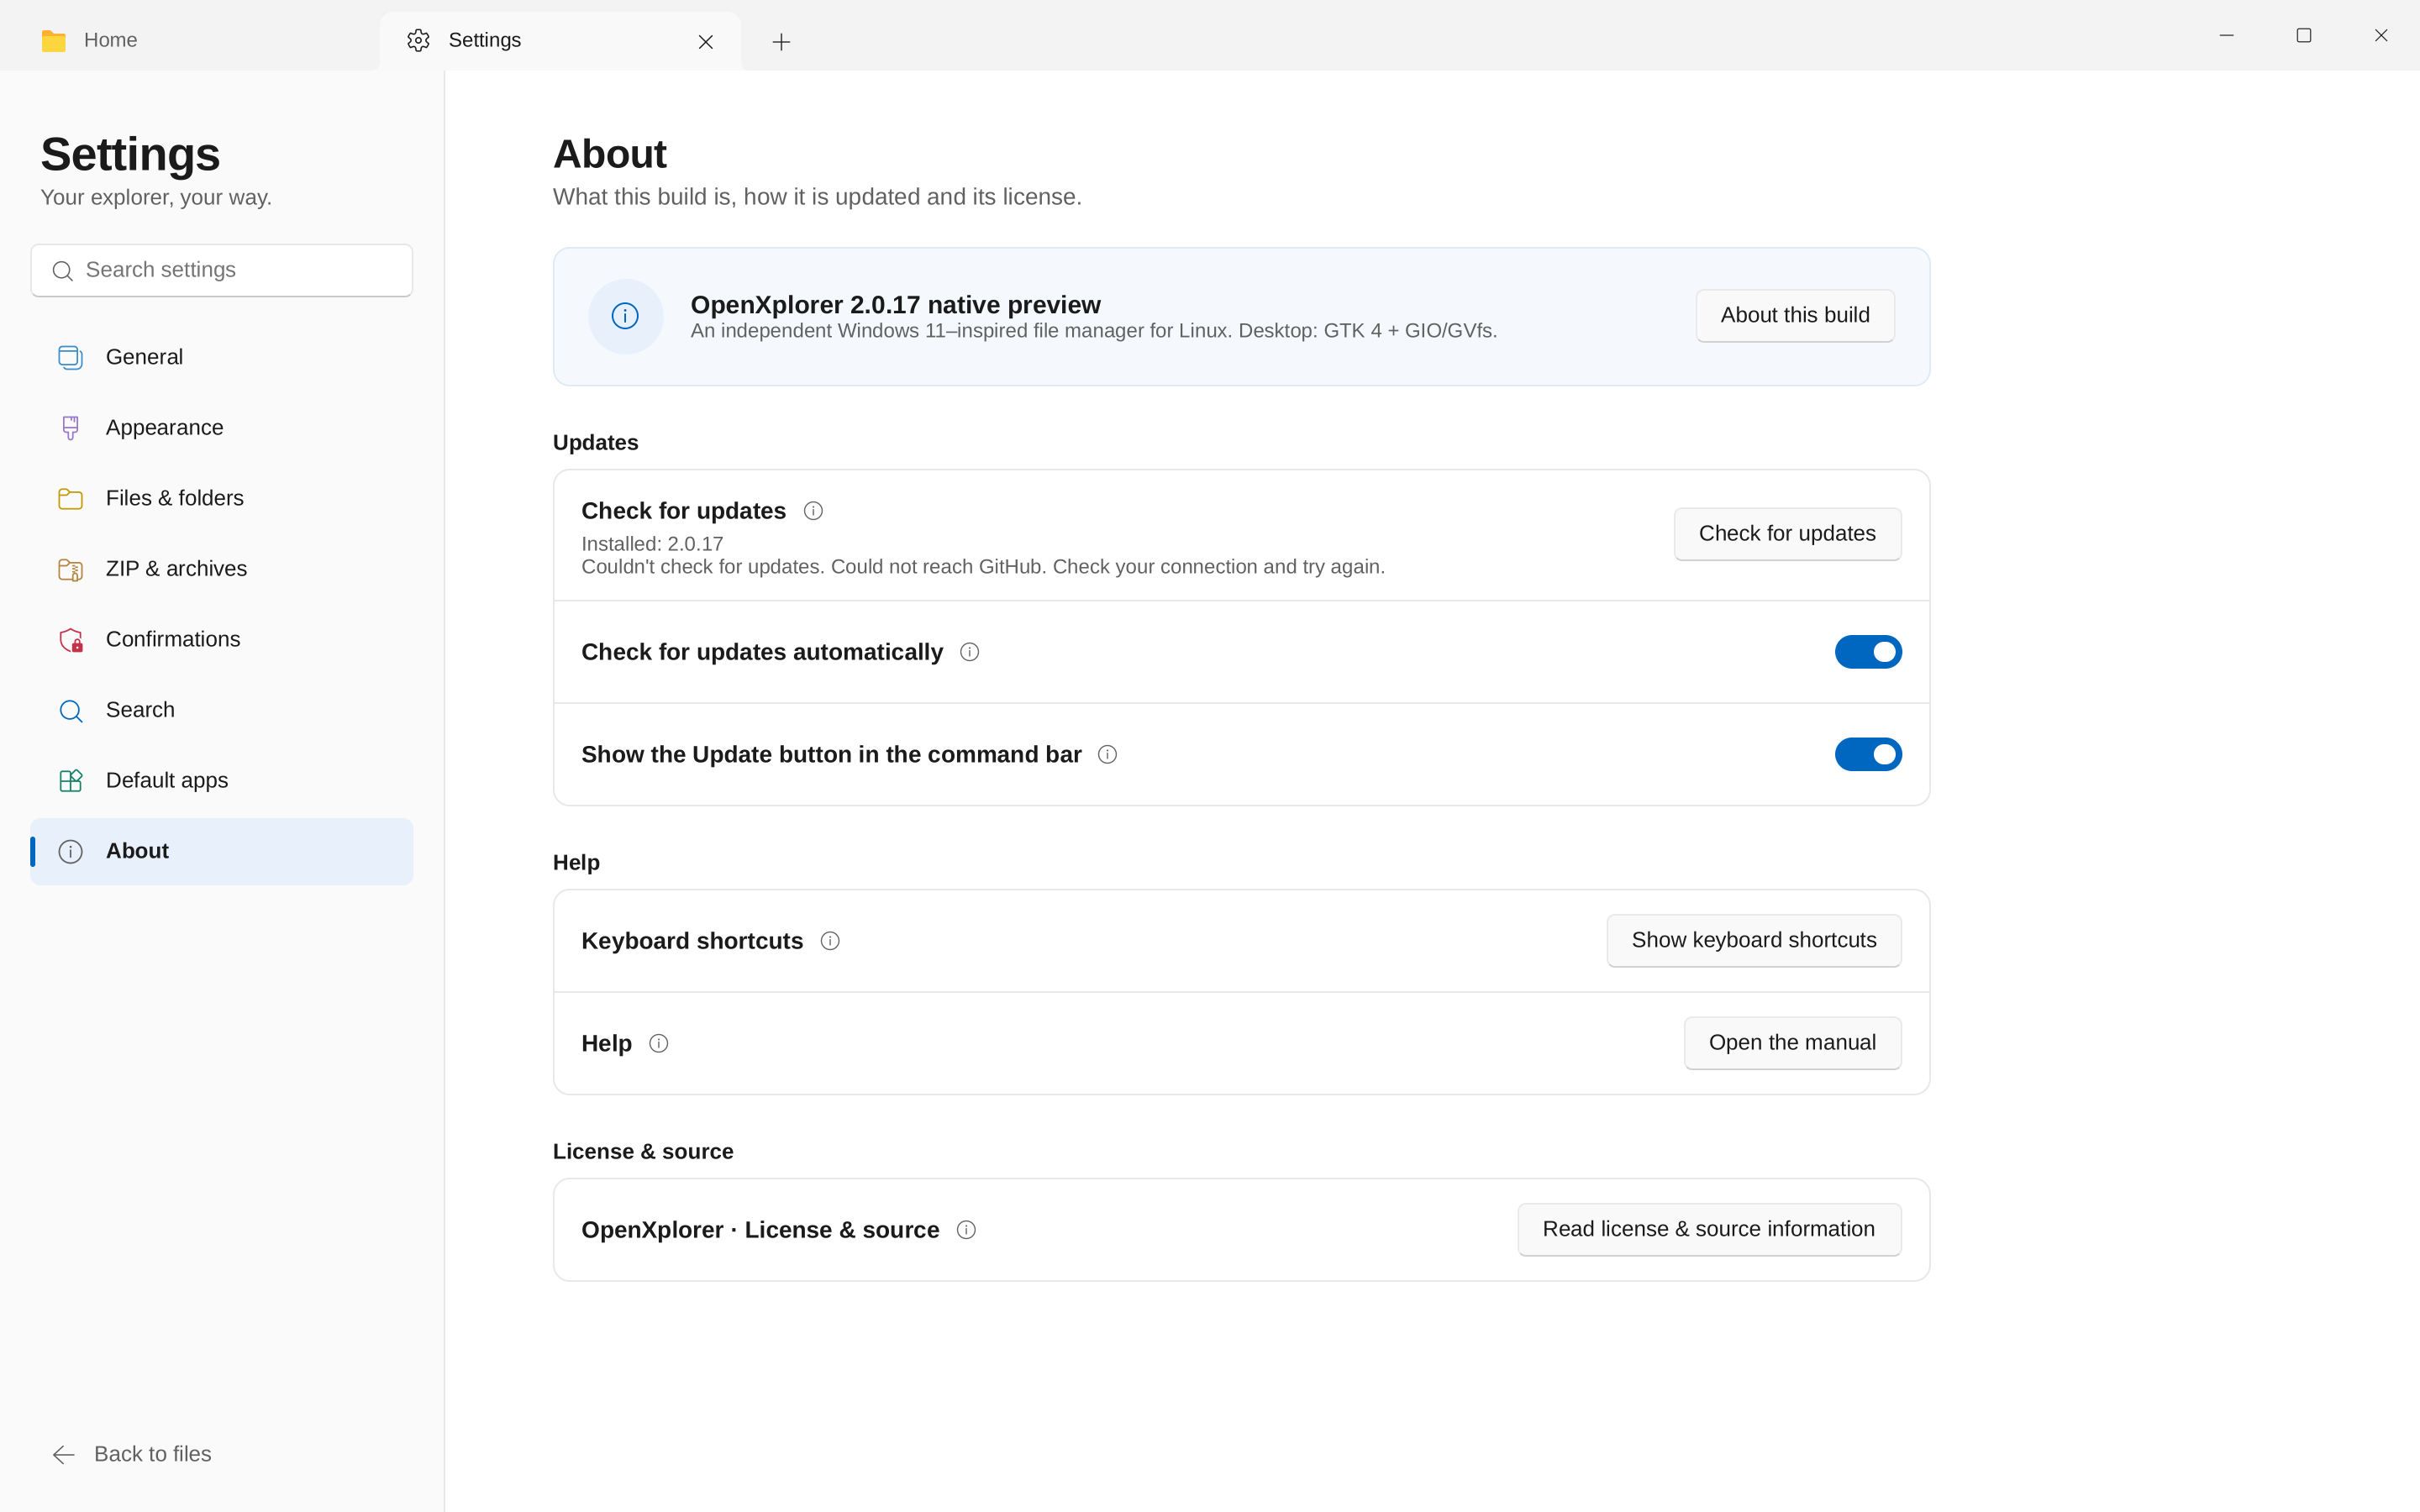 Home
Settings
Settings
Your explorer, your way.
Search settings
General
Appearance
Files & folders
ZIP & archives
Confirmations
Search
Default apps
About
Back to files
About
What this build is, how it is updated and its license.
OpenXplorer 2.0.17 native preview
An independent Windows 11–inspired file manager for Linux. Desktop: GTK 4 + GIO/GVfs.
About this build
Updates
Check for updates
Installed: 2.0.17
Couldn't check for updates. Could not reach GitHub. Check your connection and try again.
Check for updates
Check for updates automatically
Show the Update button in the command bar
Help
Keyboard shortcuts
Show keyboard shortcuts
Help
Open the manual
License & source
OpenXplorer · License & source
Read license & source information